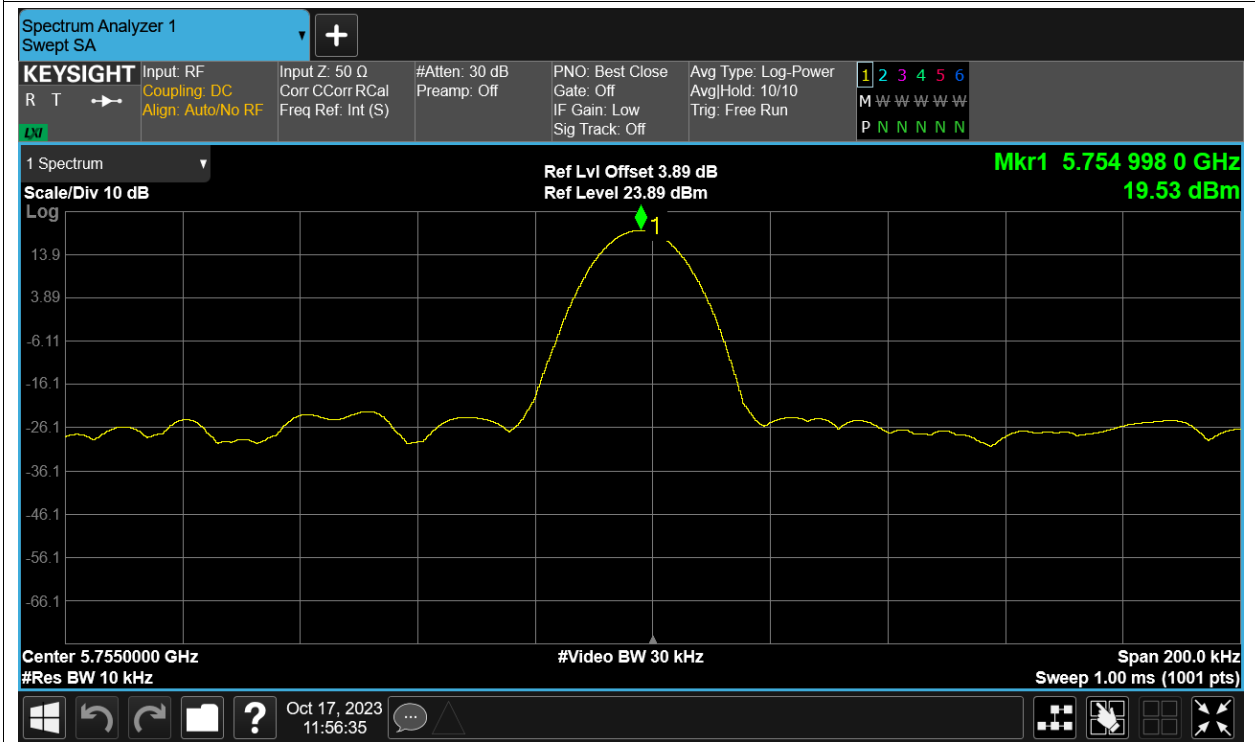 Spectrum Analyzer 1
Swept SA
KEYSIGHT
R T
LXI
Input: RF
Coupling: DC
Align: Auto/No RF
Input Z: 50 Ω
Corr CCorr RCal
Freq Ref: Int (S)
#Atten: 30 dB
Preamp: Off
PNO: Best Close
Gate: Off
IF Gain: Low
Sig Track: Off
Avg Type: Log-Power
Avg|Hold: 10/10
Trig: Free Run
1 2 3 4 5 6
M W W W W W
P N N N N N
1 Spectrum
Scale/Div 10 dB
Ref Lvl Offset 3.89 dB
Ref Level 23.89 dBm
Mkr1 5.754 998 0 GHz
19.53 dBm
Log
1
13.9
3.89
-6.11
-16.1
-26.1
-36.1
-46.1
-56.1
-66.1
Center 5.7550000 GHz
#Res BW 10 kHz
#Video BW 30 kHz
Span 200.0 kHz
Sweep 1.00 ms (1001 pts)
?
Oct 17, 2023
11:56:35